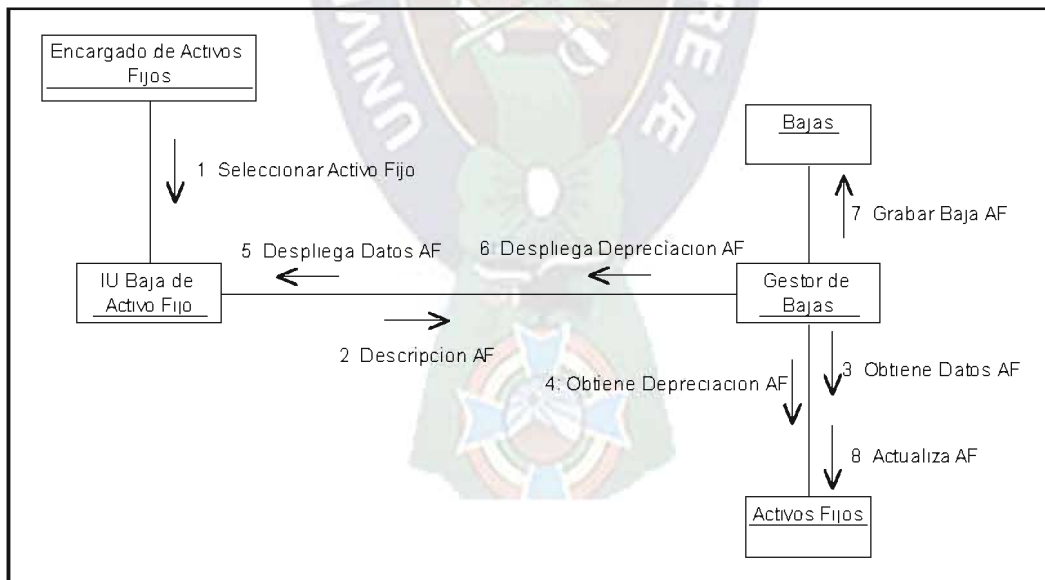 Encargado de Activos
Fijos
Bajas
1 Seleccionar Activo Fijo
7 Grabar Baja AF
5 Despliega Datos AF
6: Despliega Depreciacion AF
IU Baja de
Activo Fijo
Gestor de
Bajas
2 Descripcion AF
3 Obtiene Datos AF
4: Obtiene Depreciacion AF
8 Actualiza AF
Activos Fijos
UNIV
RE Æ